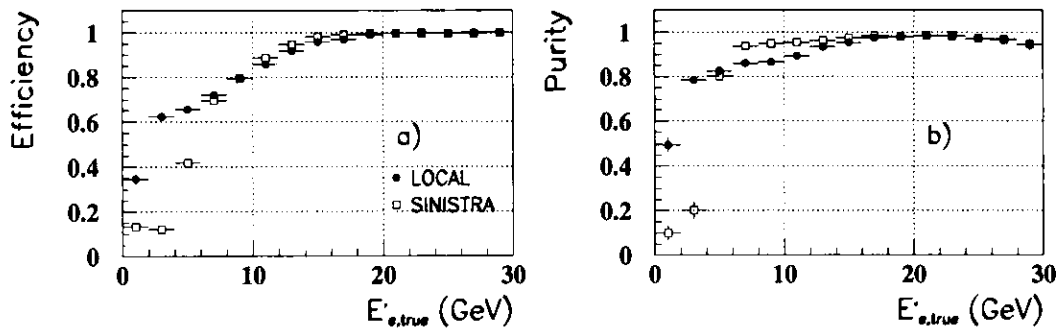 Efficiency
1
0.8
0.6
0.4
0.2
0
0 10 20 30
E'e,true (GeV)
a)
LOCAL
SINISTRA
Purity
1
0.8
0.6
0.4
0.2
0
0 10 20 30
E'e,true (GeV)
b)